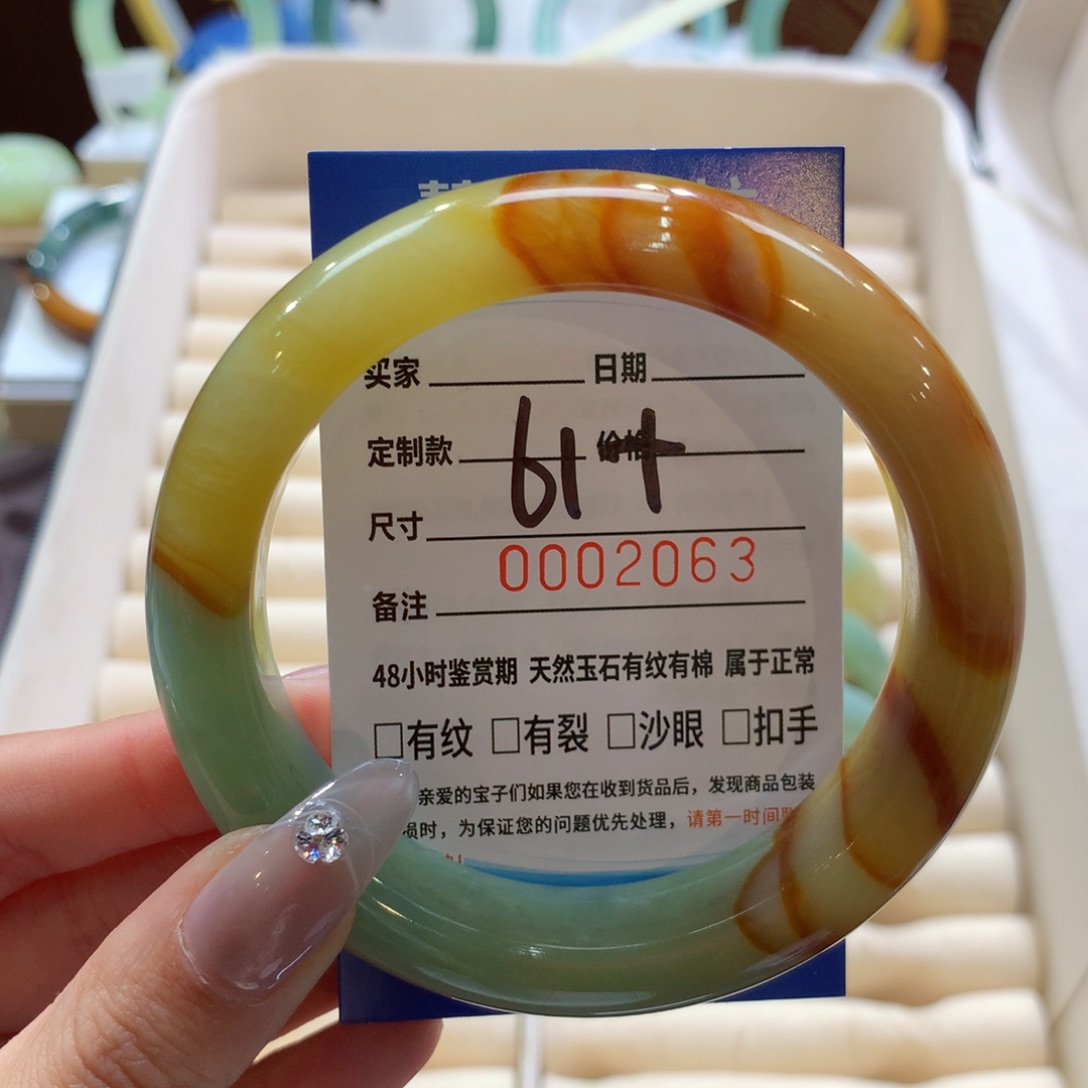 买家 日期
定制款 价格
61+
尺寸
0002063
备注
48小时鉴赏期 天然玉石有纹有棉 属于正常
□有纹 □有裂 □沙眼 □扣手
亲爱的宝子们如果您在收到货品后，发现商品包装
损时，为保证您的问题优先处理，请第一时间